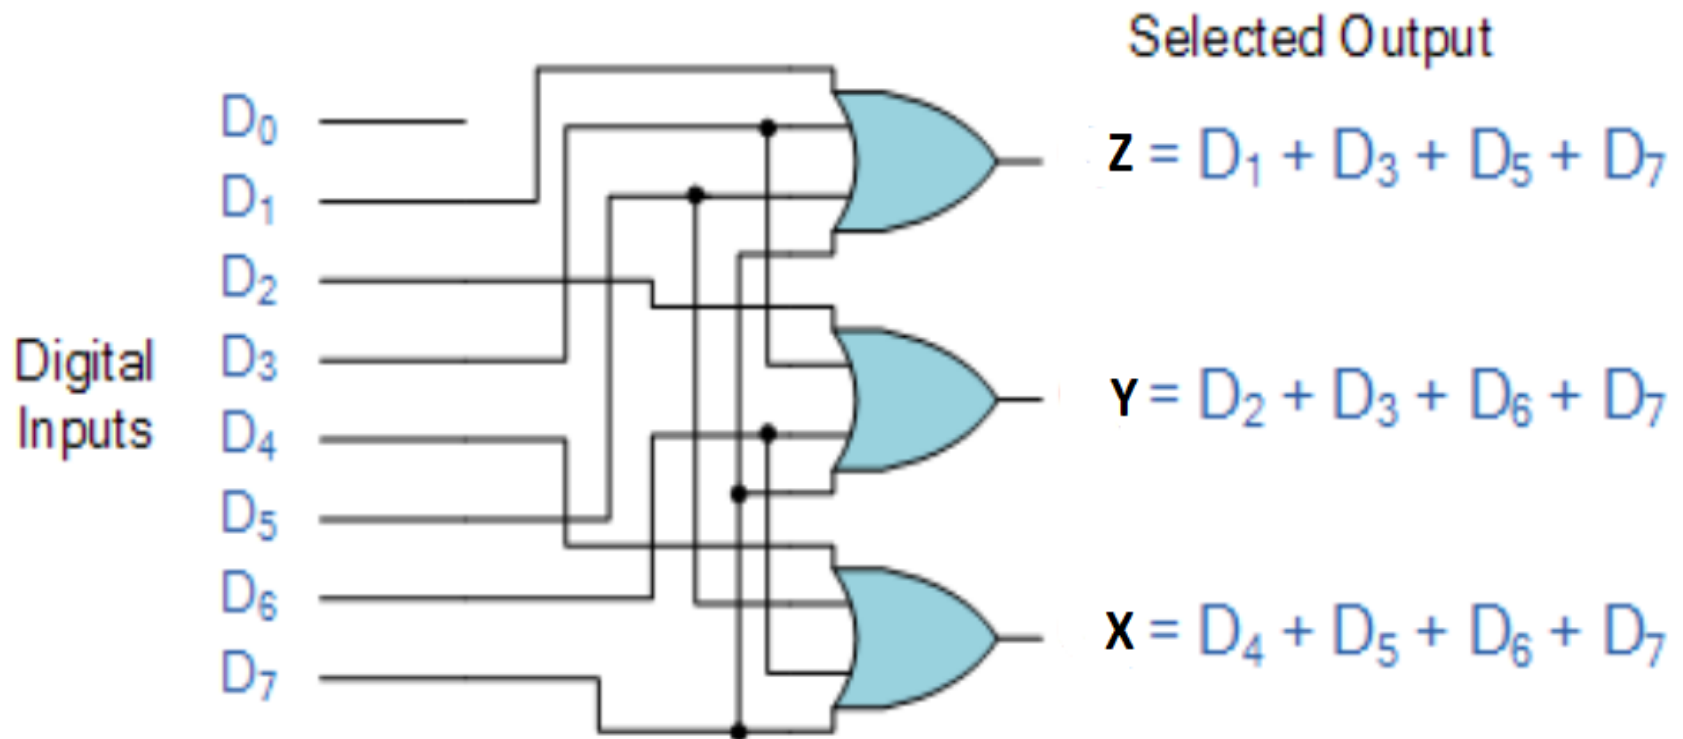 Selected Output
D₀
D₁
D₂
D₃
D₄
D₅
D₆
D₇
Digital
Inputs
Z = D₁ + D₃ + D₅ + D₇
Y = D₂ + D₃ + D₆ + D₇
X = D₄ + D₅ + D₆ + D₇